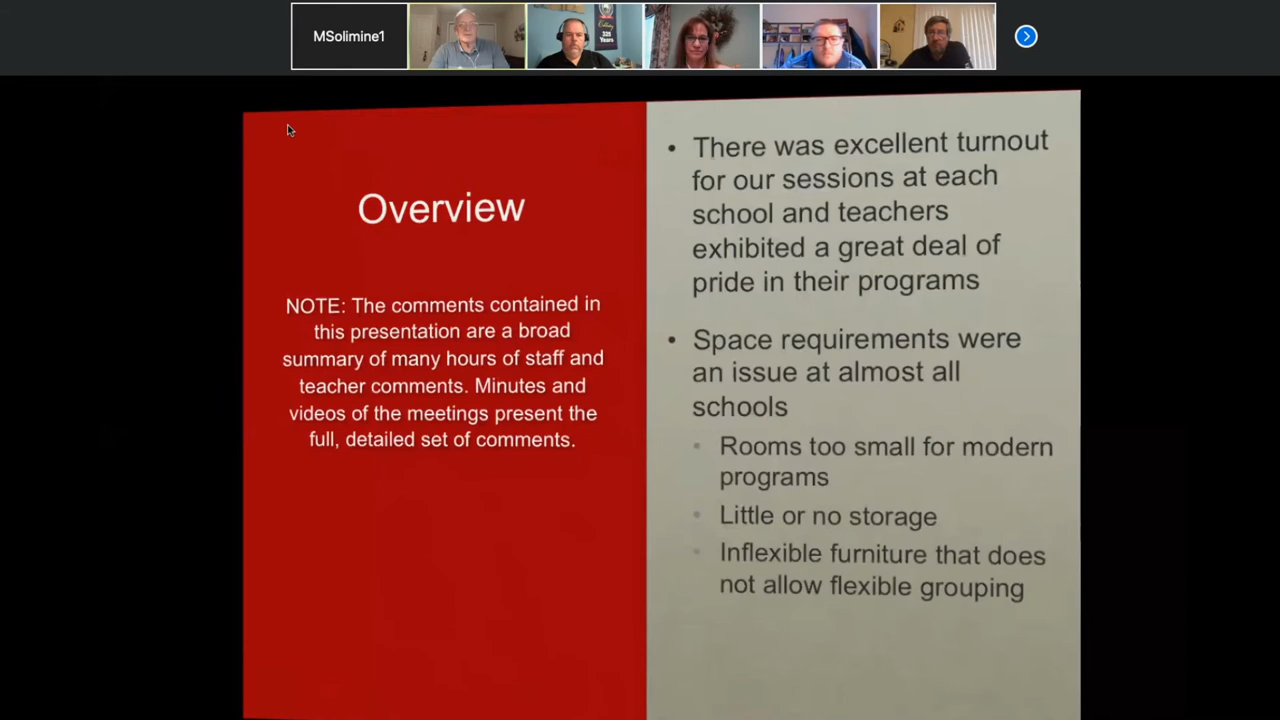 MSolimine1
325
Years
Overview
NOTE: The comments contained in
this presentation are a broad
summary of many hours of staff and
teacher comments. Minutes and
videos of the meetings present the
full, detailed set of comments.
• There was excellent turnout
for our sessions at each
school and teachers
exhibited a great deal of
pride in their programs
• Space requirements were
an issue at almost all
schools
• Rooms too small for modern
programs
• Little or no storage
• Inflexible furniture that does
not allow flexible grouping